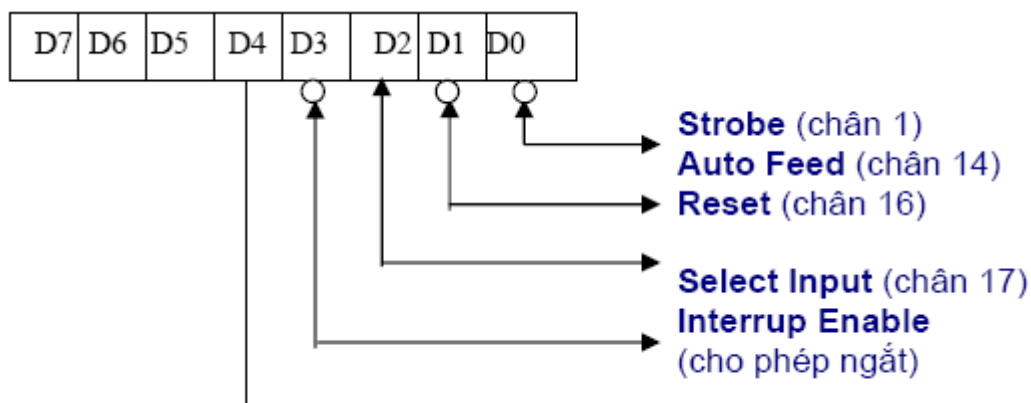 D7 D6 D5 D4 D3 D2 D1 D0
Strobe (chân 1)
Auto Feed (chân 14)
Reset (chân 16)
Select Input (chân 17)
Interrup Enable
(cho phép ngắt)